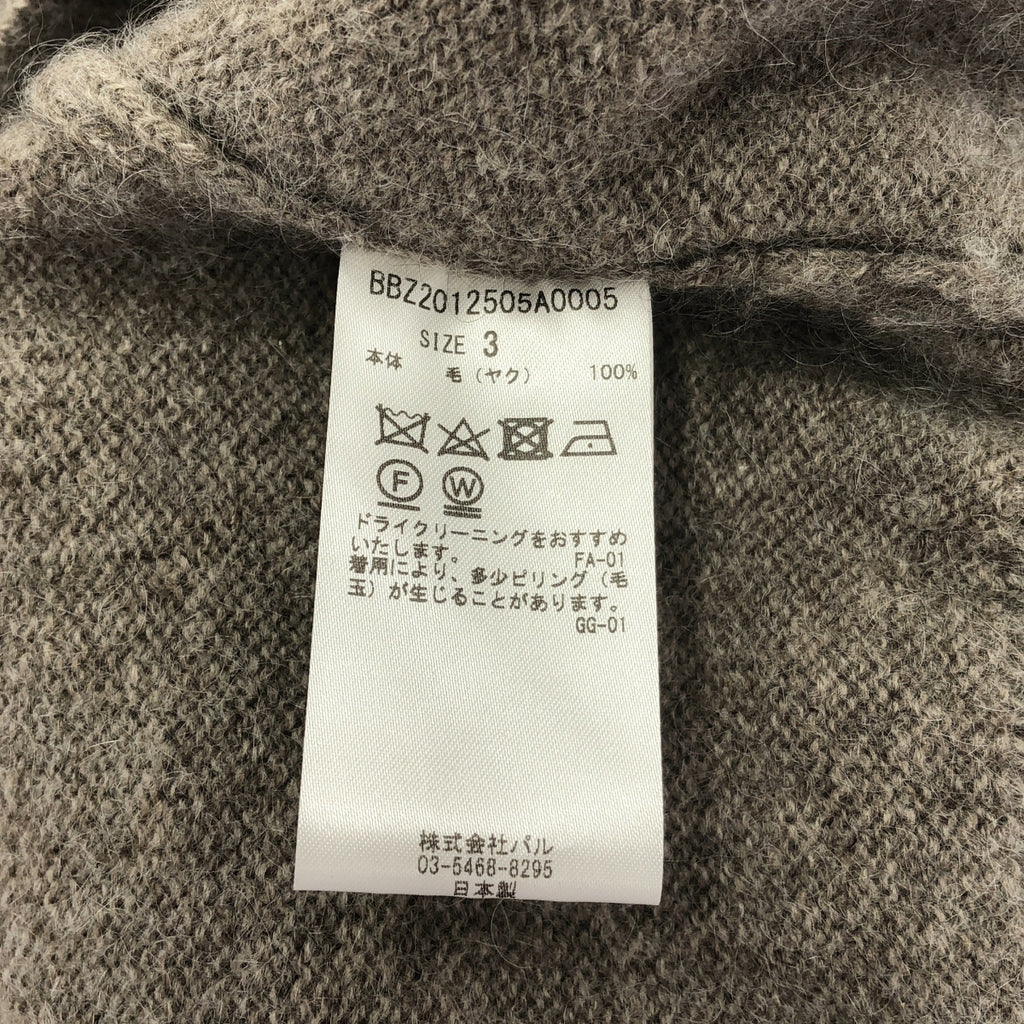 BBZ2012505A0005
SIZE 3
本体 毛(ヤク) 100%
F W
ドライクリーニングをおすすめ
いたします。 FA-01
着用により、多少ピリング(毛
玉)が生じることがあります。
GG-01
株式会社パル
03-5468-8295
日本製